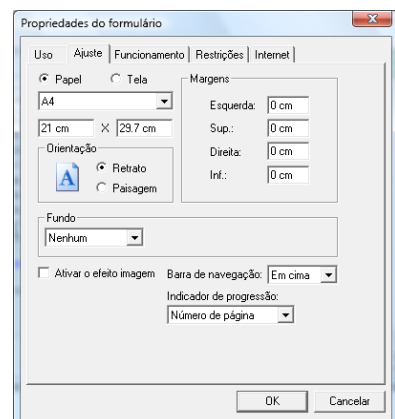 Propriedades do formulário
Uso Ajuste Funcionamento Restrições Internet
Papel Tela
A4
21 cm X 29.7 cm
Orientação
A
Retrato
Paisagem
Margens
Esquerda: 0 cm
Sup.: 0 cm
Direita: 0 cm
Inf.: 0 cm
Fundo
Nenhum
Ativar o efeito imagem Barra de navegação: Em cima
Indicador de progressão:
Número de página
OK Cancelar